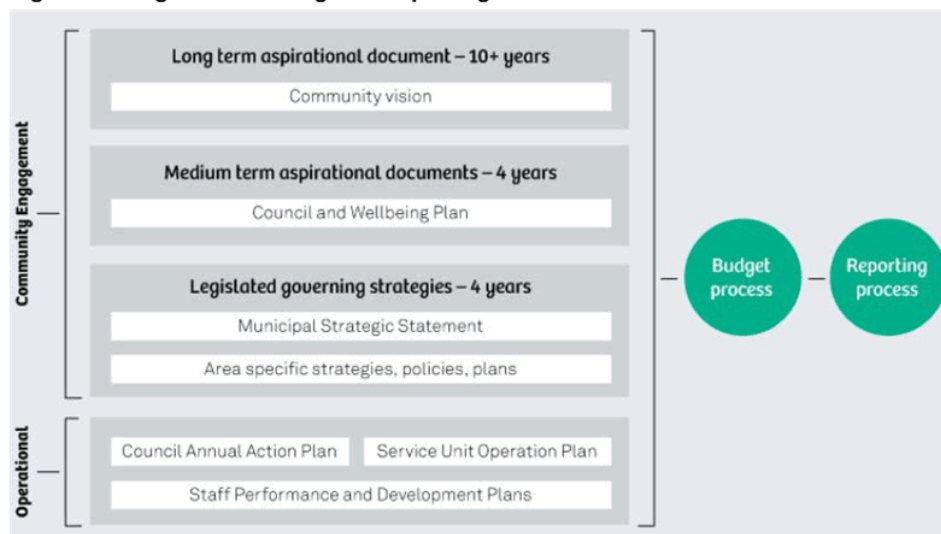 Long term aspirational document – 10+ years
Community vision
Medium term aspirational documents – 4 years
Council and Wellbeing Plan
Legislated governing strategies – 4 years
Municipal Strategic Statement
Area specific strategies, policies, plans
Community Engagement
Council Annual Action Plan
Service Unit Operation Plan
Staff Performance and Development Plans
Operational
Budget
process
Reporting
process